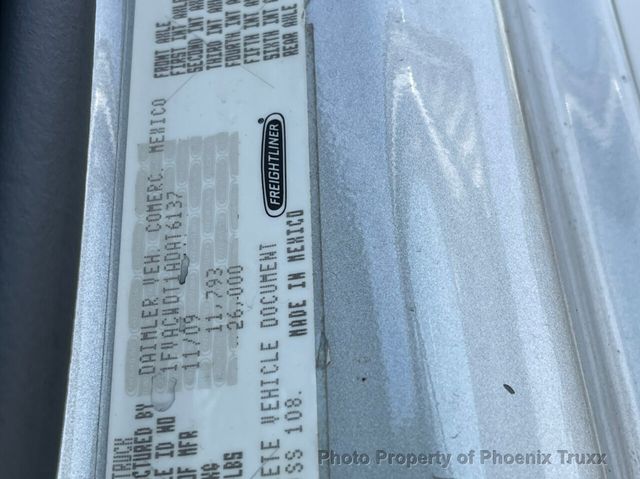 TRUCK
CTURED BY DAIMLER VEH. COMERC. MEXICO
LE ID NO
OF MFR 11/09
KG 11,793
LBS 26,000
FREIGHTLINER
ETE VEHICLE DOCUMENT
SS 108. MADE IN MEXICO
FRONT AXLE
FIRST INT AXLE
SECOND INT AXLE
THIRD INT AXLE
FOURTH INT AXLE
FIFTH INT AXLE
SIXTH INT AXLE
REAR AXLE
Photo Property of Phoenix Truxx